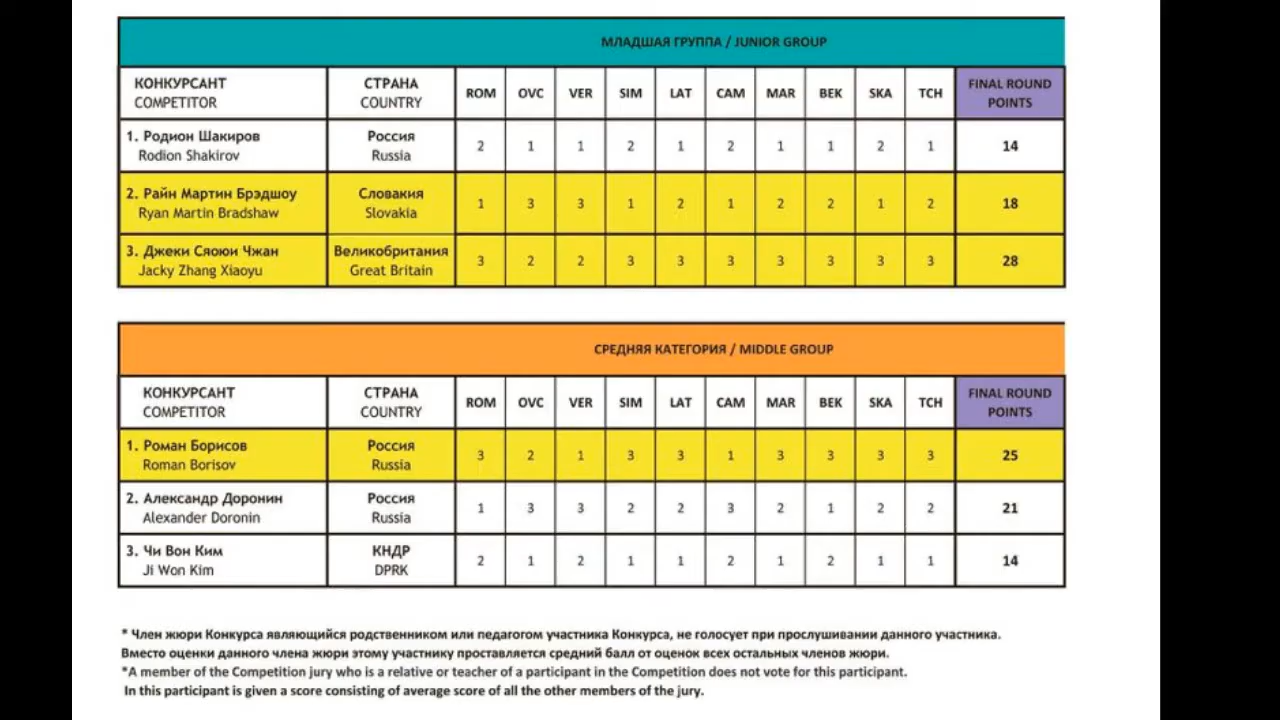 МЛАДШАЯ ГРУППА / JUNIOR GROUP
КОНКУРСАНТ СТРАНА ROM OVC VER SIM LAT CAM MAR BEK SKA TCH FINAL ROUND
COMPETITOR COUNTRY POINTS
1. Родион Шакиров Россия 2 1 1 2 1 2 1 1 2 1 14
Rodion Shakirov Russia
2. Райн Мартин Брэдшоу Словакия 1 3 3 1 2 1 2 2 1 2 18
Ryan Martin Bradshaw Slovakia
3. Джеки Сяоюи Чжан Великобритания 3 2 2 3 3 3 3 3 3 3 28
Jacky Zhang Xiaoyu Great Britain
СРЕДНЯЯ КАТЕГОРИЯ / MIDDLE GROUP
КОНКУРСАНТ СТРАНА ROM OVC VER SIM LAT CAM MAR BEK SKA TCH FINAL ROUND
COMPETITOR COUNTRY POINTS
1. Роман Борисов Россия 3 2 1 3 3 1 3 3 3 3 25
Roman Borisov Russia
2. Александр Доронин Россия 1 3 3 2 2 3 2 1 2 2 21
Alexander Doronin Russia
3. Чи Вон Ким КНДР 2 1 2 1 1 2 1 2 1 1 14
Ji Won Kim DPRK
* Член жюри Конкурса являющийся родственником или педагогом участника Конкурса, не голосует при прослушивании данного участника.
Вместо оценки данного члена жюри этому участнику проставляется средний балл от оценок всех остальных членов жюри.
*A member of the Competition jury who is a relative or teacher of a participant in the Competition does not vote for this participant.
In this participant is given a score consisting of average score of all the other members of the jury.